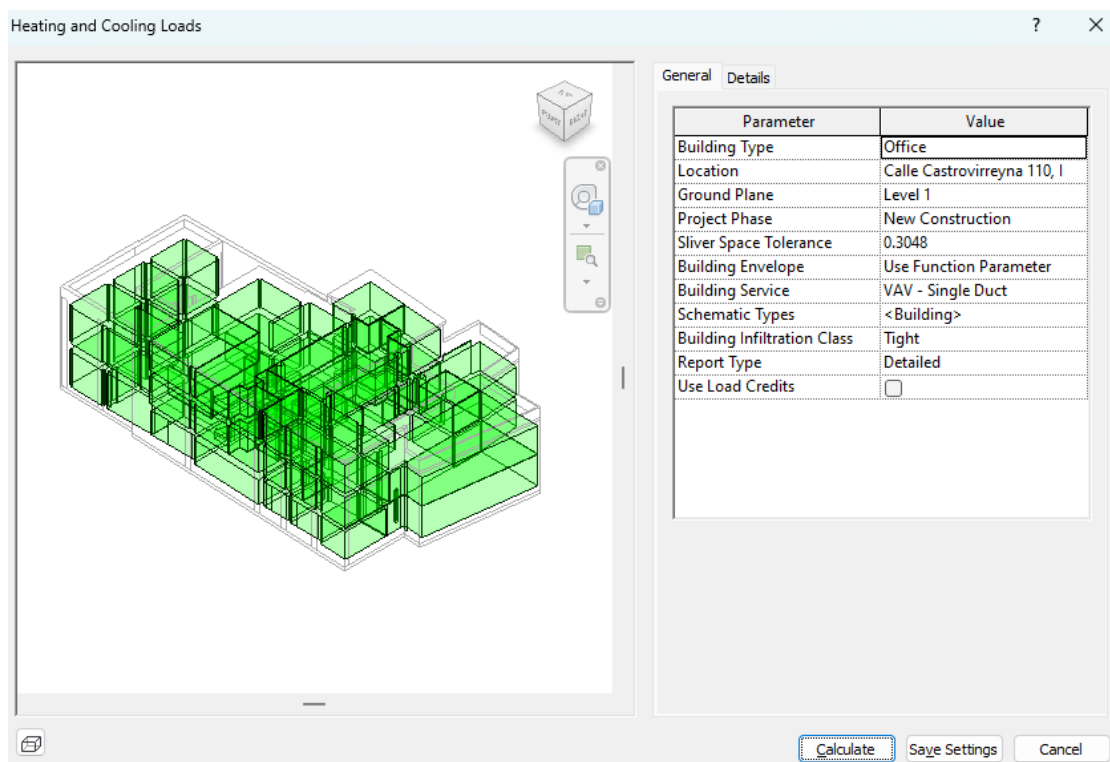 Heating and Cooling Loads ? X
General Details
Parameter Value
Building Type Office
Location Calle Castrovirreyna 110, l
Ground Plane Level 1
Project Phase New Construction
Sliver Space Tolerance 0.3048
Building Envelope Use Function Parameter
Building Service VAV - Single Duct
Schematic Types <Building>
Building Infiltration Class Tight
Report Type Detailed
Use Load Credits
FRONT RIGHT
Calculate Save Settings Cancel